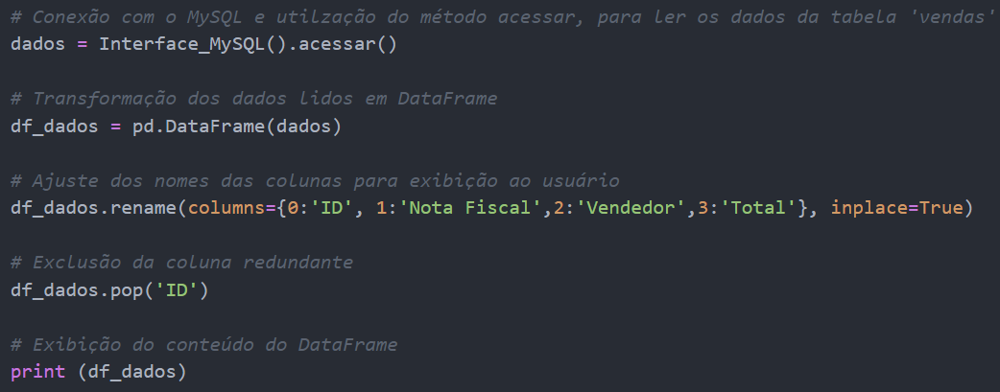 # Conexão com o MySQL e utilzação do método acessar, para ler os dados da tabela 'vendas'
dados = Interface_MySQL().acessar()
# Transformação dos dados lidos em DataFrame
df_dados = pd.DataFrame(dados)
# Ajuste dos nomes das colunas para exibição ao usuário
df_dados.rename(columns={0:'ID', 1:'Nota Fiscal',2:'Vendedor',3:'Total'}, inplace=True)
# Exclusão da coluna redundante
df_dados.pop('ID')
# Exibição do conteúdo do DataFrame
print (df_dados)